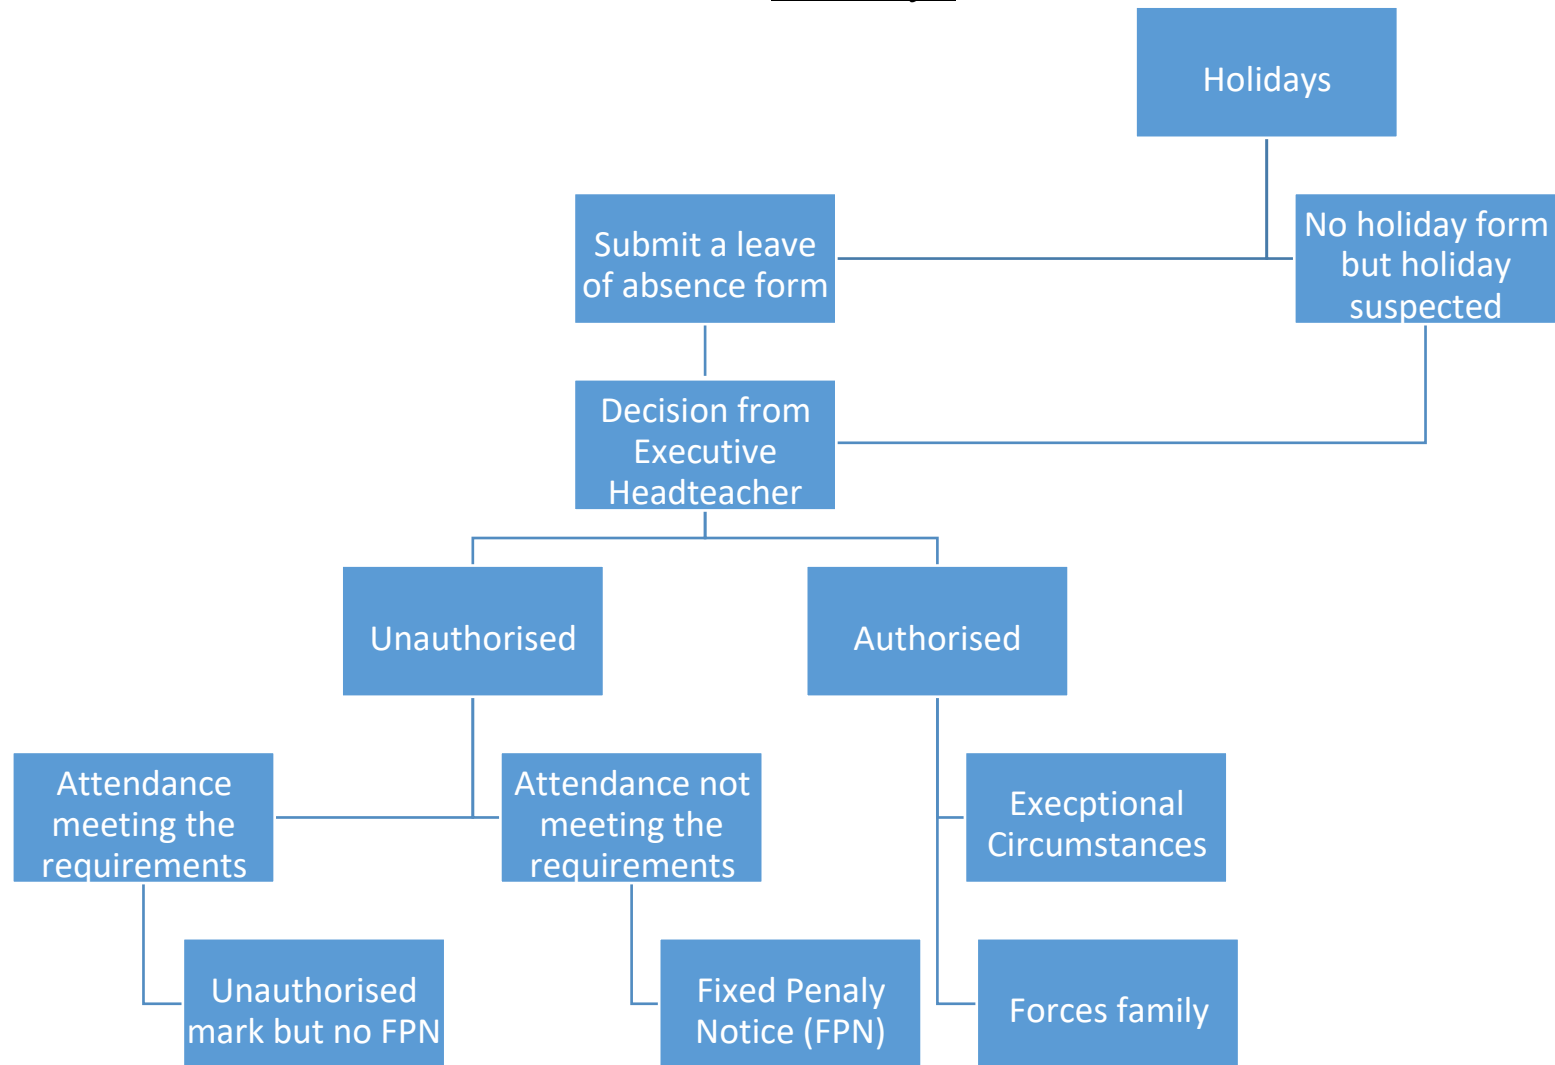 Holidays
Submit a leave
of absence form
No holiday form
but holiday
suspected
Decision from
Executive
Headteacher
Unauthorised
Authorised
Attendance
meeting the
requirements
Attendance not
meeting the
requirements
Execptional
Circumstances
Unauthorised
mark but no FPN
Fixed Penaly
Notice (FPN)
Forces family